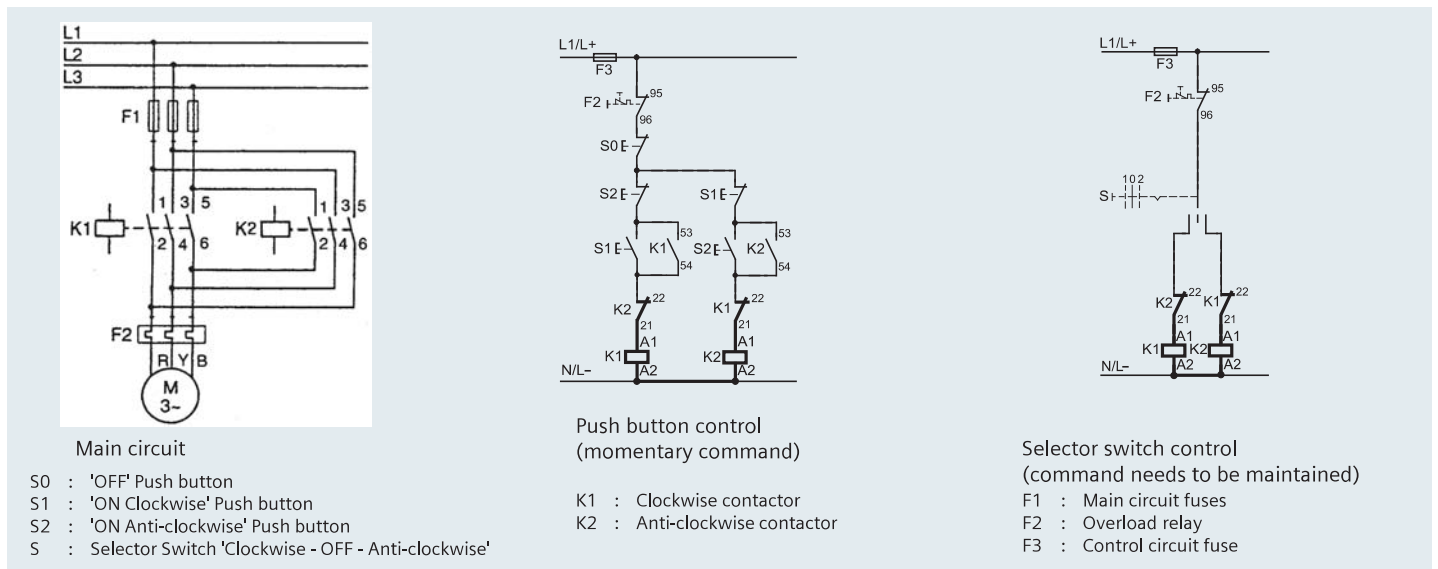 L1
L2
L3
F1
1 3 5
K1
2 4 6
1 3 5
K2
2 4 6
F2
R Y B
M
3~
Main circuit
S0 : 'OFF' Push button
S1 : 'ON Clockwise' Push button
S2 : 'ON Anti-clockwise' Push button
S : Selector Switch 'Clockwise - OFF - Anti-clockwise'
L1/L+
F3
F2
95
96
S0
S2
S1
S1
K1
53
54
S2
K2
53
54
K2
22
21
K1
22
21
K1
A1
A2
K2
A1
A2
N/L–
Push button control
(momentary command)
K1 : Clockwise contactor
K2 : Anti-clockwise contactor
L1/L+
F3
F2
95
96
S
1 0 2
K2
22
21
K1
22
21
K1
A1
A2
K2
A1
A2
N/L–
Selector switch control
(command needs to be maintained)
F1 : Main circuit fuses
F2 : Overload relay
F3 : Control circuit fuse